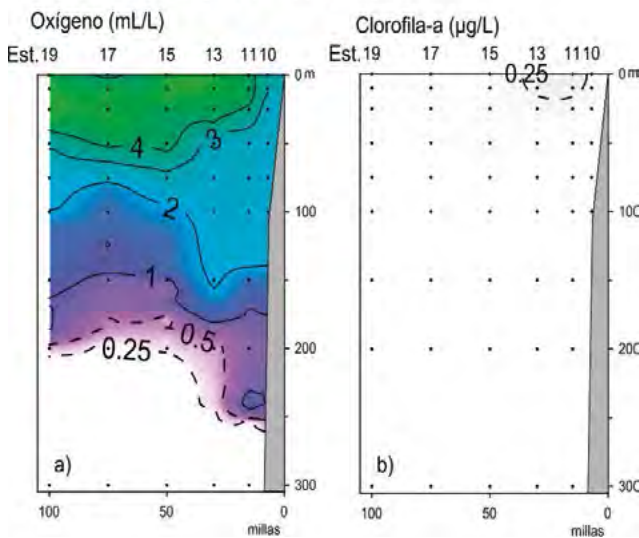 Oxígeno (mL/L)
Est. 19 17 15 13 11 10
0 m
4
3
2
100
1
0.5
0.25
200
a)
300
100 50 0
millas
Clorofila-a (µg/L)
Est. 19 17 15 13 11 10
0.25
0 m
100
200
b)
300
100 50 0
millas